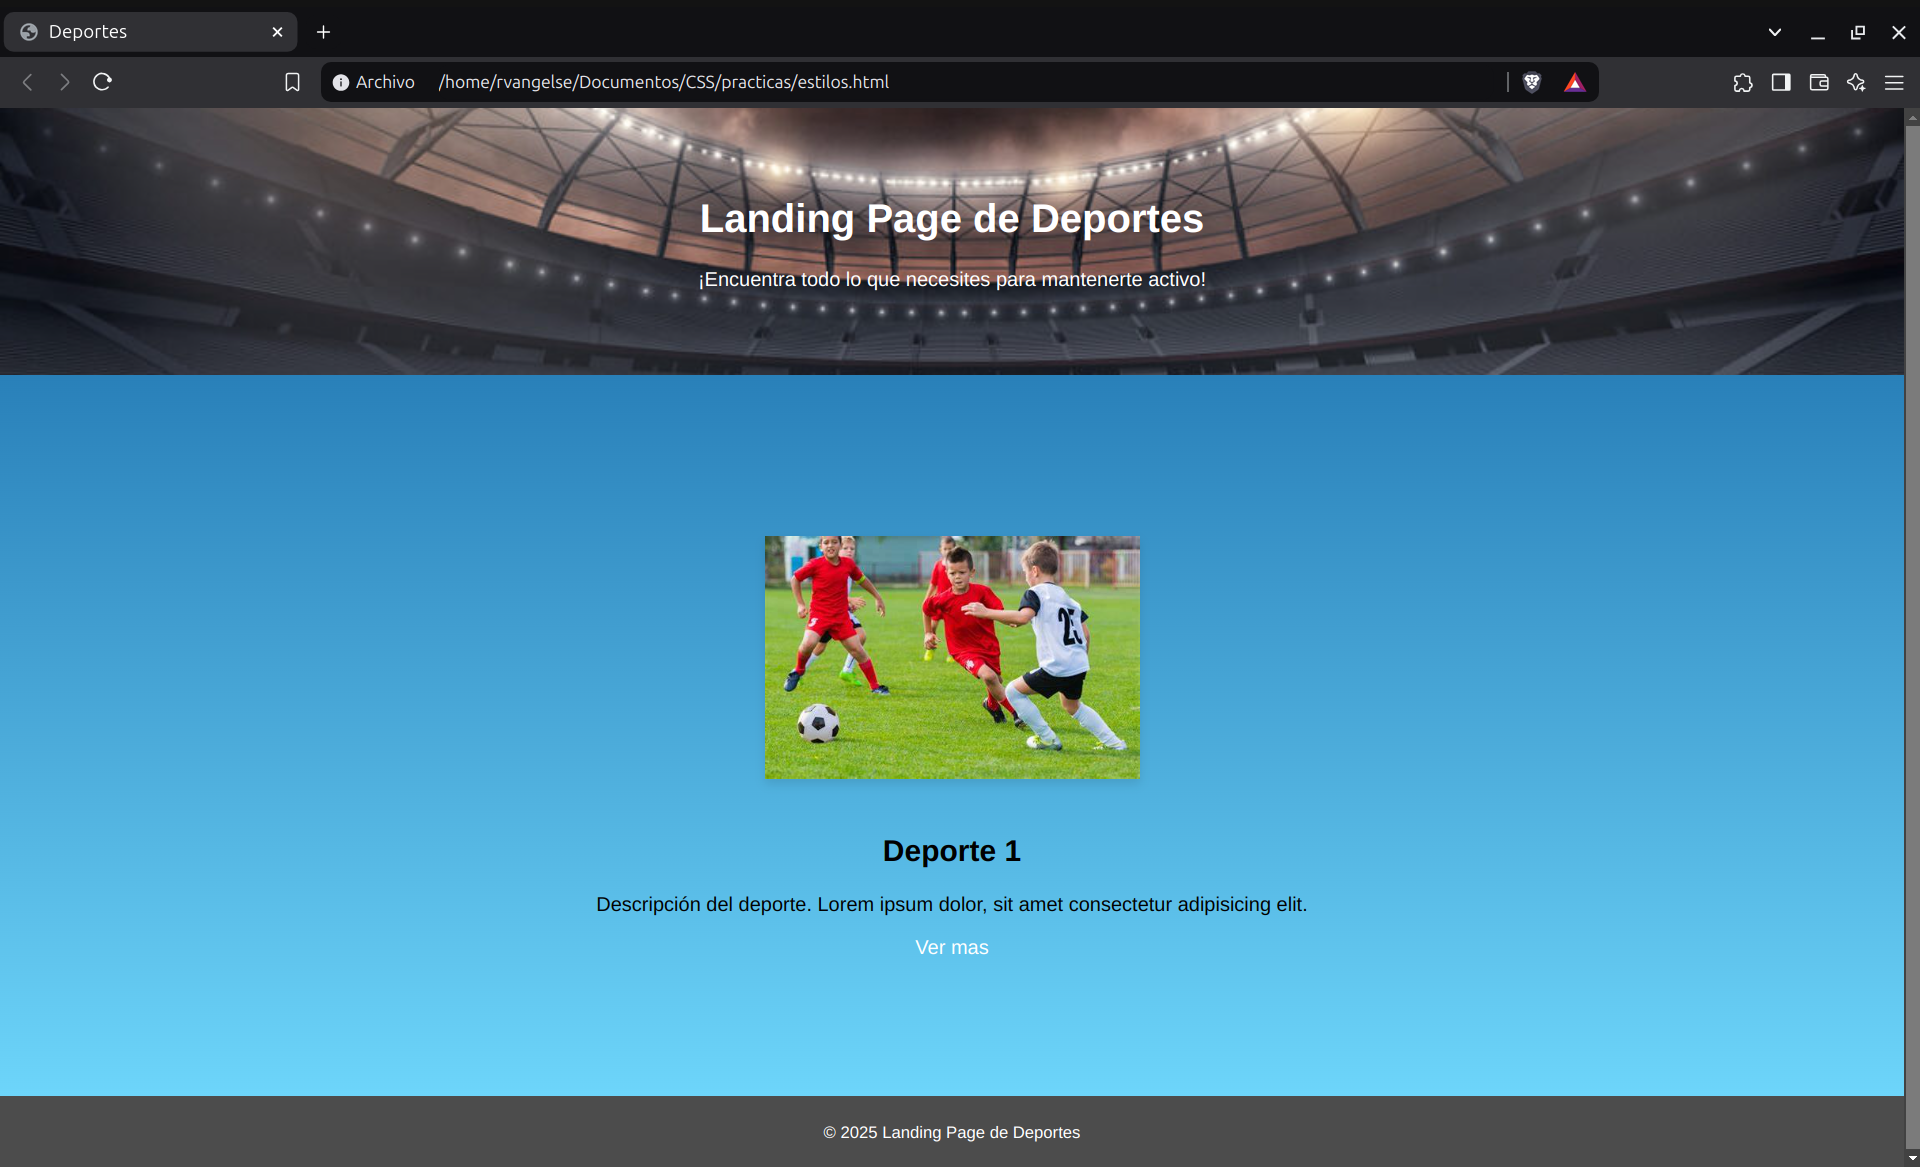 Deportes
Archivo /home/rvangelse/Documentos/CSS/practicas/estilos.html
Landing Page de Deportes
¡Encuentra todo lo que necesites para mantenerte activo!
25
Deporte 1
Descripción del deporte. Lorem ipsum dolor, sit amet consectetur adipisicing elit.
Ver mas
© 2025 Landing Page de Deportes